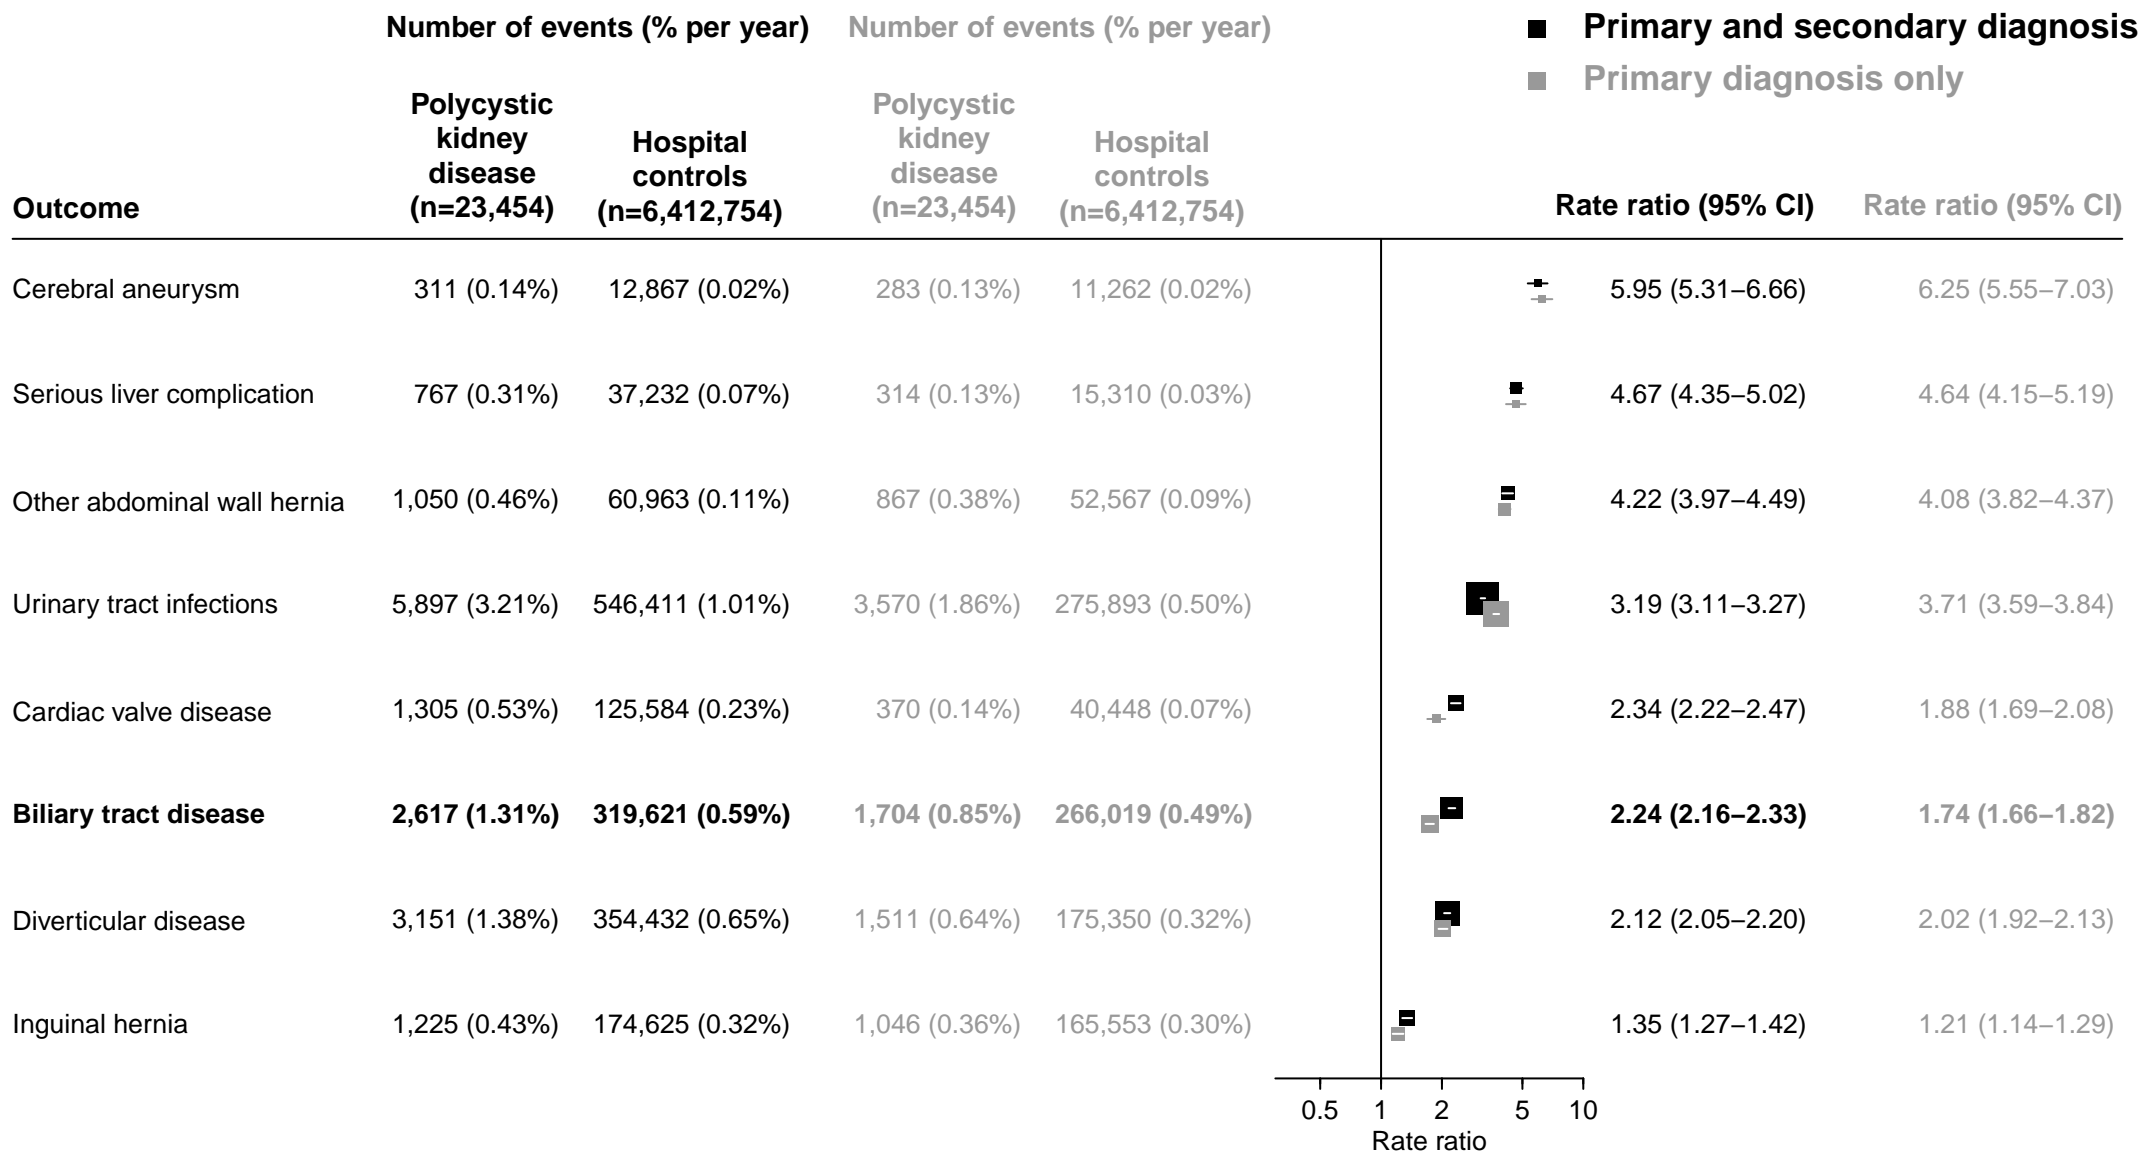 Number of events (% per year) Number of events (% per year)
Primary and secondary diagnosis
Primary diagnosis only
Outcome
Polycystic
kidney
disease
(n=23,454)
Hospital
controls
(n=6,412,754)
Polycystic
kidney
disease
(n=23,454)
Hospital
controls
(n=6,412,754)
Rate ratio (95% CI) Rate ratio (95% CI)
Cerebral aneurysm 311 (0.14%) 12,867 (0.02%) 283 (0.13%) 11,262 (0.02%) 5.95 (5.31−6.66) 6.25 (5.55−7.03)
Serious liver complication 767 (0.31%) 37,232 (0.07%) 314 (0.13%) 15,310 (0.03%) 4.67 (4.35−5.02) 4.64 (4.15−5.19)
Other abdominal wall hernia 1,050 (0.46%) 60,963 (0.11%) 867 (0.38%) 52,567 (0.09%) 4.22 (3.97−4.49) 4.08 (3.82−4.37)
Urinary tract infections 5,897 (3.21%) 546,411 (1.01%) 3,570 (1.86%) 275,893 (0.50%) 3.19 (3.11−3.27) 3.71 (3.59−3.84)
Cardiac valve disease 1,305 (0.53%) 125,584 (0.23%) 370 (0.14%) 40,448 (0.07%) 2.34 (2.22−2.47) 1.88 (1.69−2.08)
Biliary tract disease 2,617 (1.31%) 319,621 (0.59%) 1,704 (0.85%) 266,019 (0.49%) 2.24 (2.16−2.33) 1.74 (1.66−1.82)
Diverticular disease 3,151 (1.38%) 354,432 (0.65%) 1,511 (0.64%) 175,350 (0.32%) 2.12 (2.05−2.20) 2.02 (1.92−2.13)
Inguinal hernia 1,225 (0.43%) 174,625 (0.32%) 1,046 (0.36%) 165,553 (0.30%) 1.35 (1.27−1.42) 1.21 (1.14−1.29)
0.5 1 2 5 10
Rate ratio